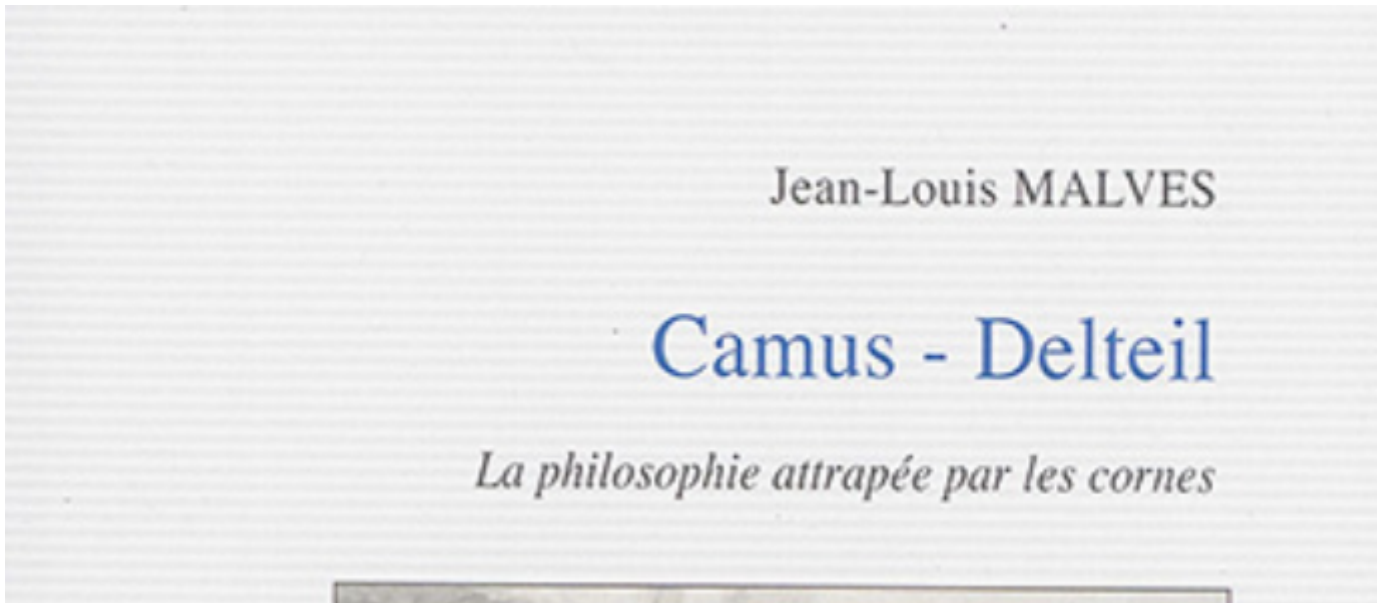 Jean-Louis MALVES
Camus - Delteil
La philosophie attrapée par les cornes